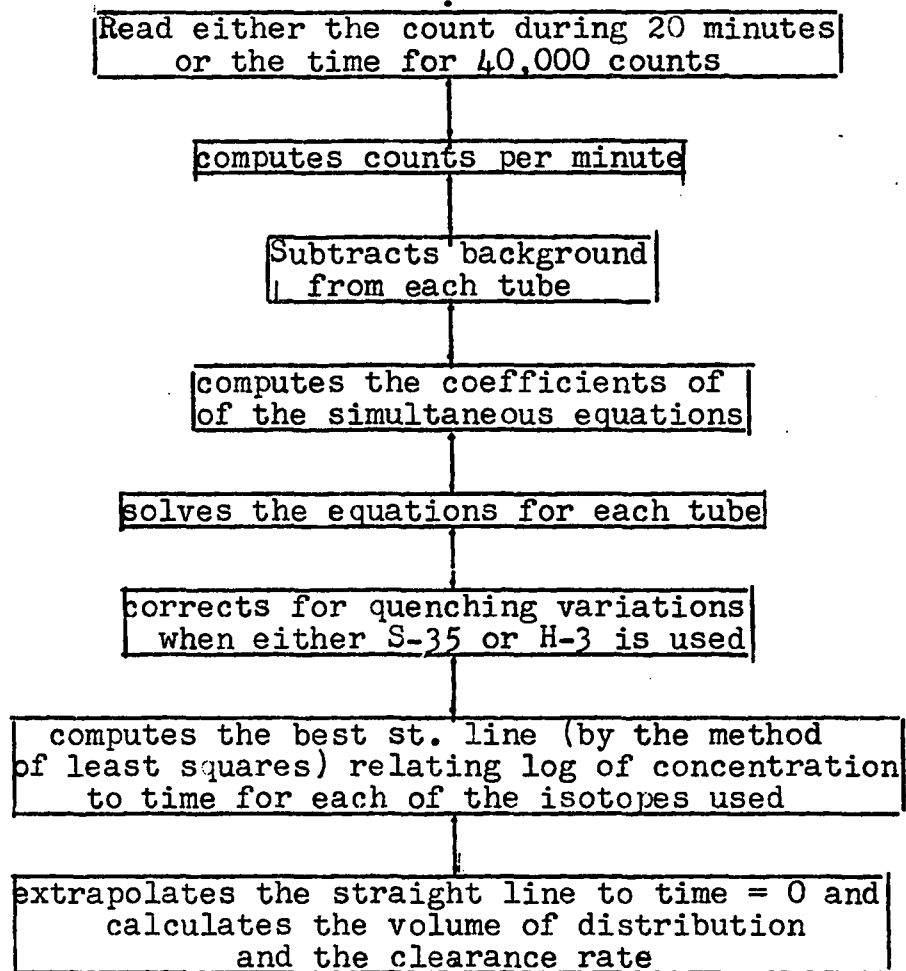 Read either the count during 20 minutes
or the time for 40,000 counts
computes counts per minute
Subtracts background
from each tube
computes the coefficients of
of the simultaneous equations
solves the equations for each tube
corrects for quenching variations
when either S-35 or H-3 is used
computes the best st. line (by the method
of least squares) relating log of concentration
to time for each of the isotopes used
extrapolates the straight line to time = 0 and
calculates the volume of distribution
and the clearance rate